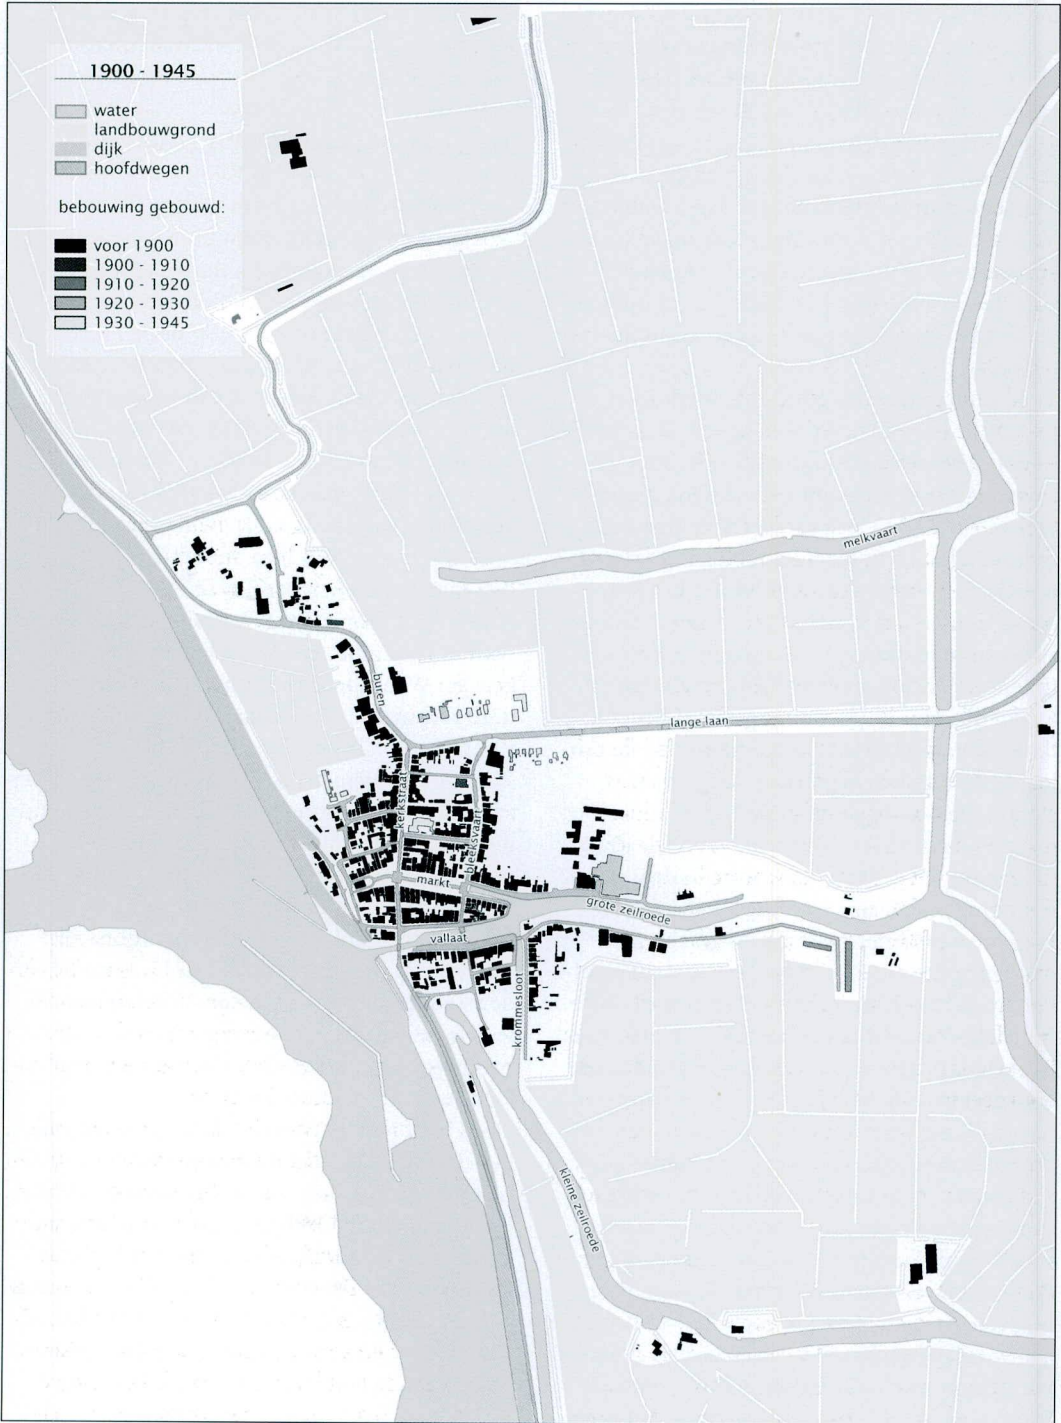 1900 - 1945
water
landbouwgrond
dijk
hoofdwegen
bebouwing gebouwd:
voor 1900
1900 - 1910
1910 - 1920
1920 - 1930
1930 - 1945
melkvaart
buren
lange laan
kerkstraat
bleeksvaart
markt
grote zeilroede
vallaat
krommesloot
kleine zeilroede